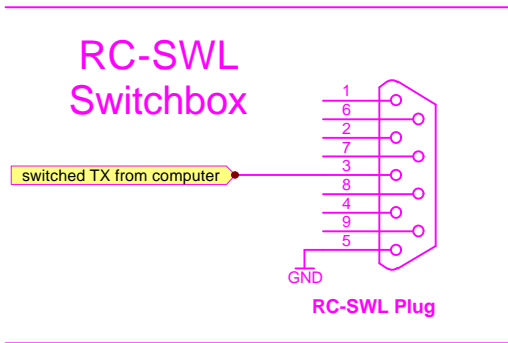 RC-SWL
Switchbox
1
6
2
7
switched TX from computer
3
8
4
9
5
GND
RC-SWL Plug